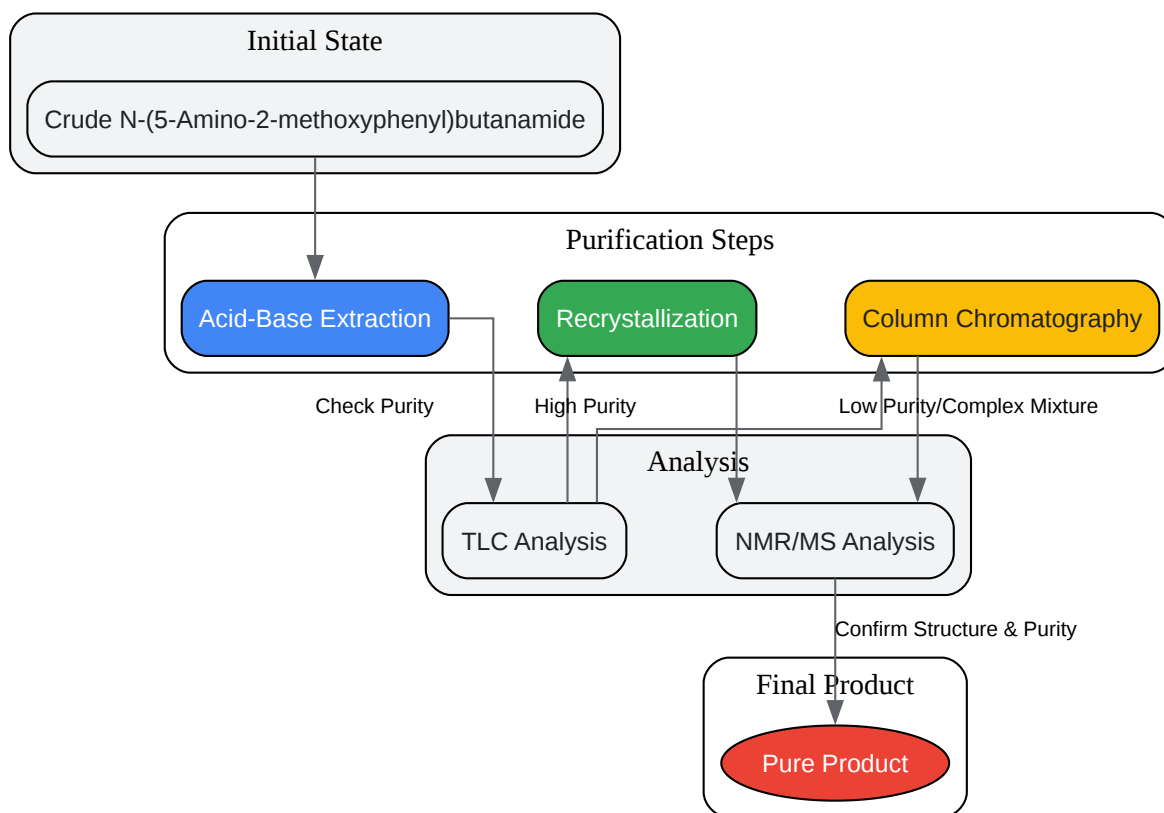 Initial State
Crude N-(5-Amino-2-methoxyphenyl)butanamide
Purification Steps
Acid-Base Extraction
Recrystallization
Column Chromatography
Check Purity
High Purity
Low Purity/Complex Mixture
Analysis
TLC Analysis
NMR/MS Analysis
Confirm Structure & Purity
Final Product
Pure Product